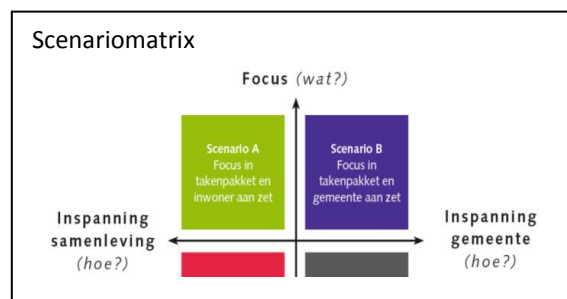 Scenariomatrix
Focus (wat?)
Scenario A
Focus in
takenpakket en
inwoner aan zet
Scenario B
Focus in
takenpakket en
gemeente aan zet
Inspanning
samenleving
(hoe?)
Inspanning
gemeente
(hoe?)